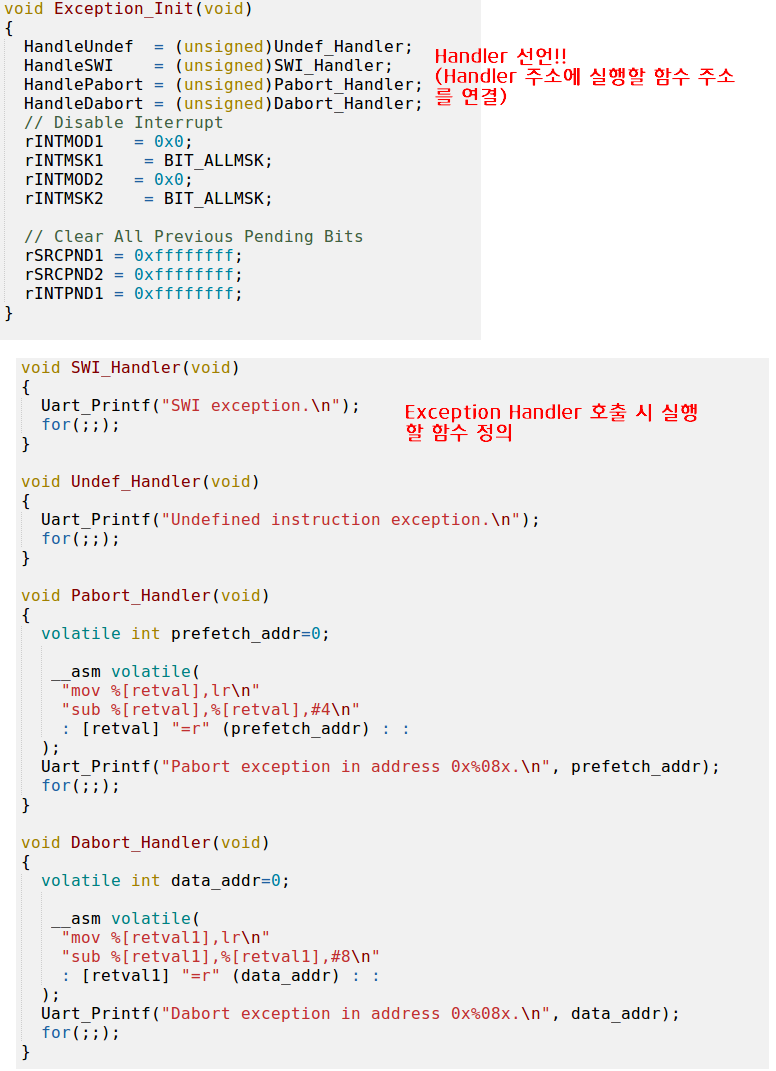 void Exception_Init(void)
{
  HandleUndef  = (unsigned)Undef_Handler;
  HandleSWI    = (unsigned)SWI_Handler;
  HandlePabort = (unsigned)Pabort_Handler;
  HandleDabort = (unsigned)Dabort_Handler;
Handler 선언!!
(Handler 주소에 실행할 함수 주소
를 연결)
  // Disable Interrupt
  rINTMOD1   = 0x0;
  rINTMSK1    = BIT_ALLMSK;
  rINTMOD2   = 0x0;
  rINTMSK2    = BIT_ALLMSK;

  // Clear All Previous Pending Bits
  rSRCPND1 = 0xffffffff;
  rSRCPND2 = 0xffffffff;
  rINTPND1 = 0xffffffff;
}

void SWI_Handler(void)
{
  Uart_Printf("SWI exception.\n");
  for(;;);
}
Exception Handler 호출 시 실행
할 함수 정의

void Undef_Handler(void)
{
  Uart_Printf("Undefined instruction exception.\n");
  for(;;);
}

void Pabort_Handler(void)
{
  volatile int prefetch_addr=0;

   __asm volatile(
    "mov %[retval],lr\n"
    "sub %[retval],%[retval],#4\n"
    : [retval] "=r" (prefetch_addr) : :
  );
  Uart_Printf("Pabort exception in address 0x%08x.\n", prefetch_addr);
  for(;;);
}

void Dabort_Handler(void)
{
  volatile int data_addr=0;

   __asm volatile(
    "mov %[retval1],lr\n"
    "sub %[retval1],%[retval1],#8\n"
    : [retval1] "=r" (data_addr) : :
  );
  Uart_Printf("Dabort exception in address 0x%08x.\n", data_addr);
  for(;;);
}